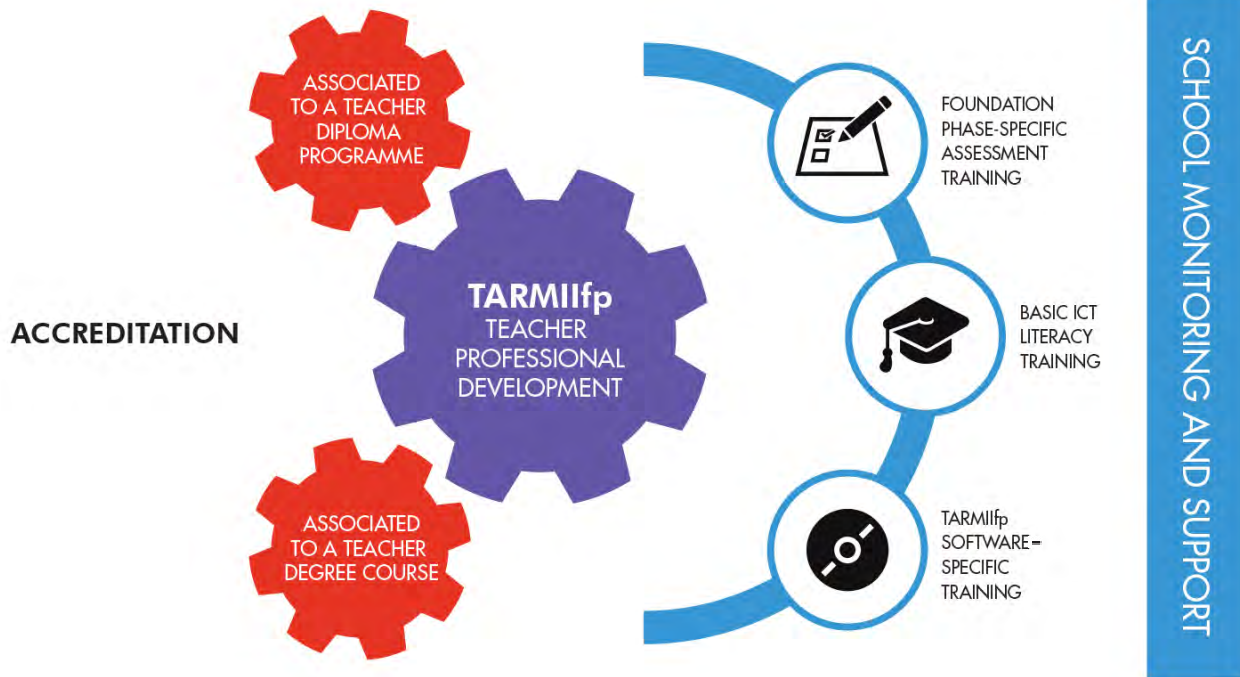 ACCREDITATION
ASSOCIATED
TO A TEACHER
DIPLOMA
PROGRAMME
TARMIIfp
TEACHER
PROFESSIONAL
DEVELOPMENT
ASSOCIATED
TO A TEACHER
DEGREE COURSE
FOUNDATION
PHASE-SPECIFIC
ASSESSMENT
TRAINING
BASIC ICT
LITERACY
TRAINING
TARMIIfp
SOFTWARE–
SPECIFIC
TRAINING
SCHOOL MONITORING AND SUPPORT